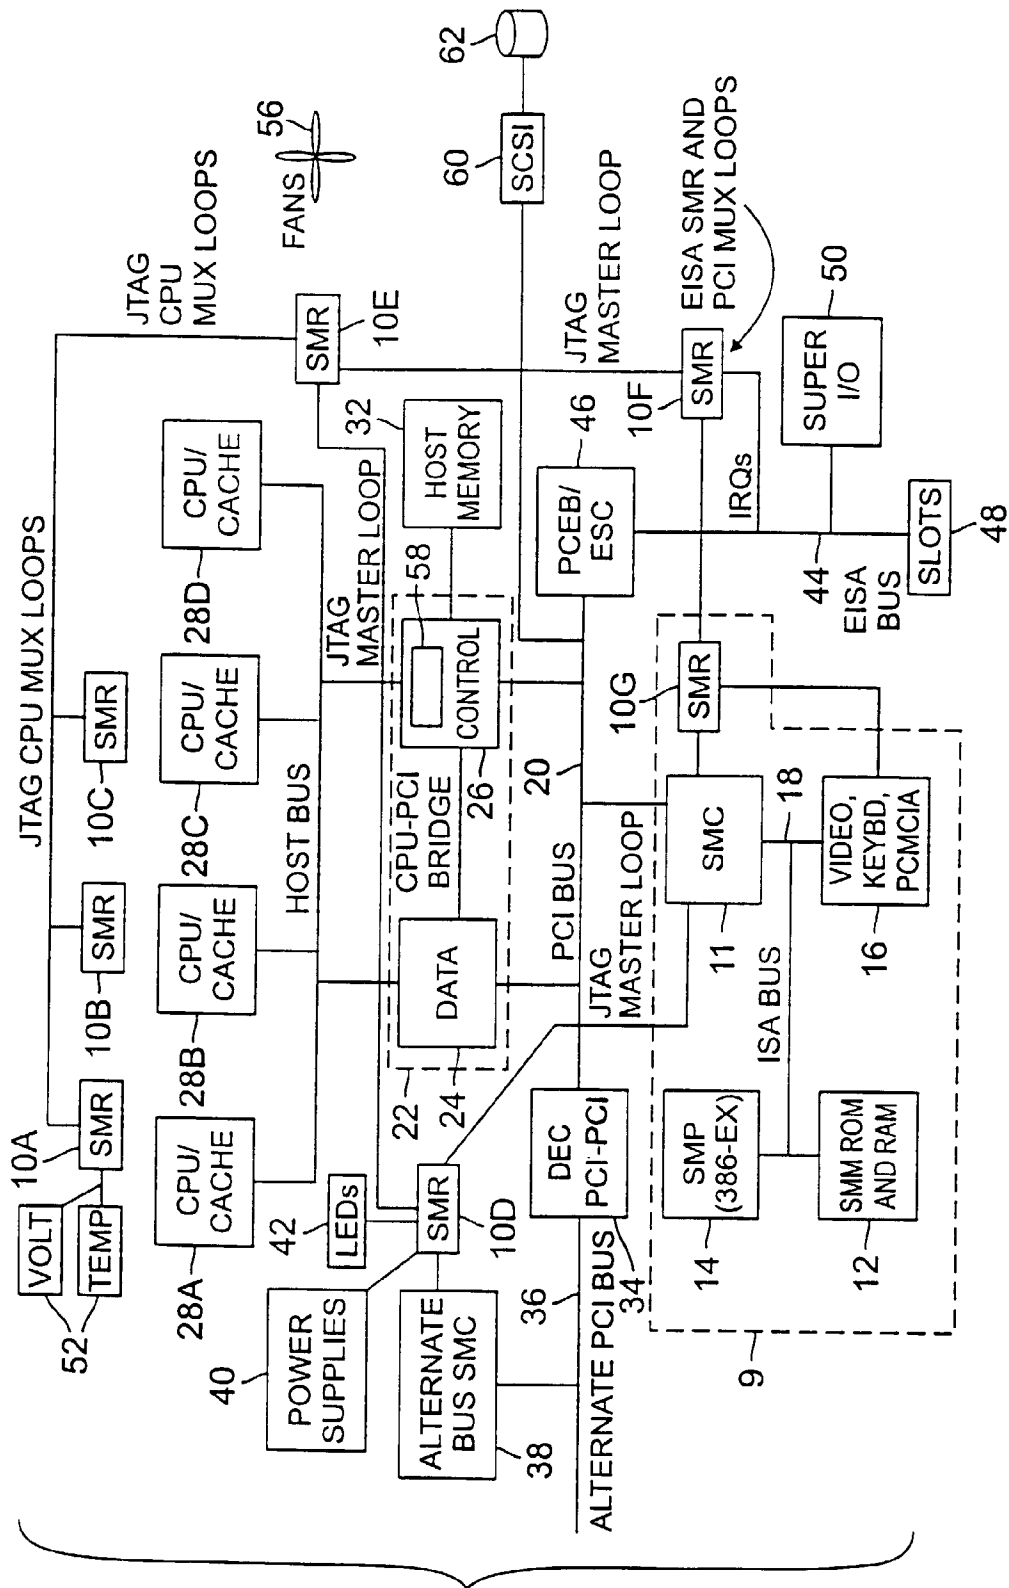 52
VOLT
TEMP
10A
SMR
10B
SMR
10C
SMR
JTAG CPU MUX LOOPS
JTAG
CPU
MUX LOOPS
28A
CPU/
CACHE
28B
CPU/
CACHE
28C
CPU/
CACHE
28D
CPU/
CACHE
HOST BUS
SMR
10E
FANS
56
40
POWER
SUPPLIES
42
LEDs
SMR
10D
ALTERNATE
BUS SMC
38
JTAG
MASTER LOOP
22
24
DATA
CPU-PCI
BRIDGE
26
CONTROL
58
32
HOST
MEMORY
60
SCSI
62
36
ALTERNATE PCI BUS
34
DEC
PCI-PCI
PCI BUS
20
PCEB/
ESC
46
JTAG
MASTER LOOP
JTAG
MASTER LOOP
10F
SMR
EISA SMR AND
PCI MUX LOOPS
IRQs
9
14
SMP
(386-EX)
12
SMM ROM
AND RAM
ISA BUS
11
SMC
18
10G
SMR
16
VIDEO,
KEYBD,
PCMCIA
44
EISA
BUS
SLOTS
48
SUPER
I/O
50